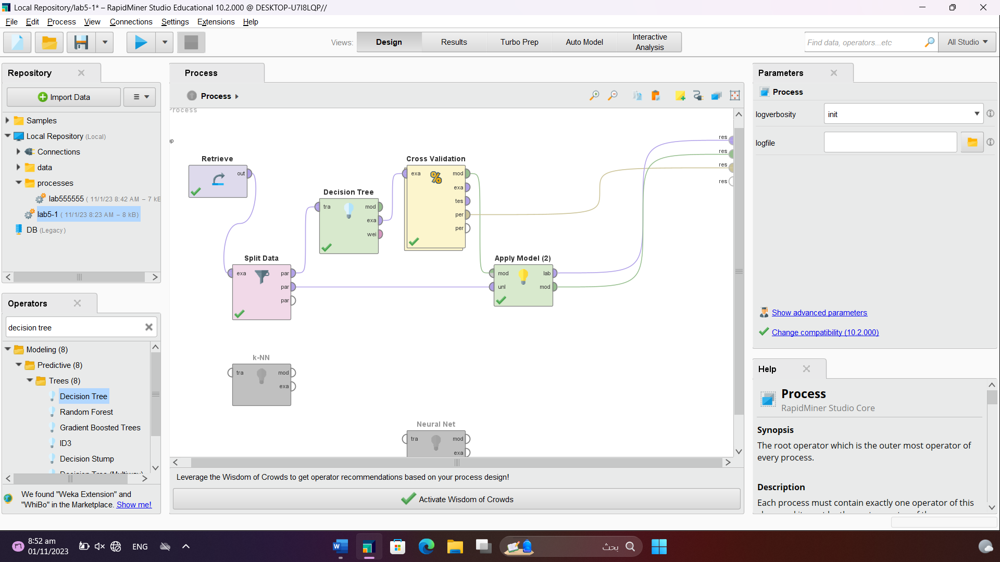 Local Repository/lab5-1* – RapidMiner Studio Educational 10.2.000 @ DESKTOP-U7I8LQP//
File Edit Process View Connections Settings Extensions Help
Views: Design Results Turbo Prep Auto Model Interactive Analysis
Find data, operators...etc All Studio
Repository
Import Data
Samples
Local Repository (Local)
Connections
data
processes
lab555555 ( 11/1/23 8:42 AM – 7 kE
lab5-1 ( 11/1/23 8:23 AM – 8 kB)
DB (Legacy)
Operators
decision tree
Modeling (8)
Predictive (8)
Trees (8)
Decision Tree
Random Forest
Gradient Boosted Trees
ID3
Decision Stump
Decision Tree (Multiway)
We found "Weka Extension" and
"WhiBo" in the Marketplace. Show me!
Process
Process
Process
Retrieve
out
Split Data
exa par
par
par
Decision Tree
tra mod
exa
wei
Cross Validation
exa mod
exa
tes
per
per
Apply Model (2)
mod lab
unl mod
k-NN
tra mod
exa
Neural Net
tra mod
exa
res
res
res
res
Leverage the Wisdom of Crowds to get operator recommendations based on your process design!
Activate Wisdom of Crowds
Parameters
Process
logverbosity init
logfile
Show advanced parameters
Change compatibility (10.2.000)
Help
Process
RapidMiner Studio Core
Synopsis
The root operator which is the outer most operator of
every process.
Description
Each process must contain exactly one operator of this
8:52 am
01/11/2023
ENG
بحث